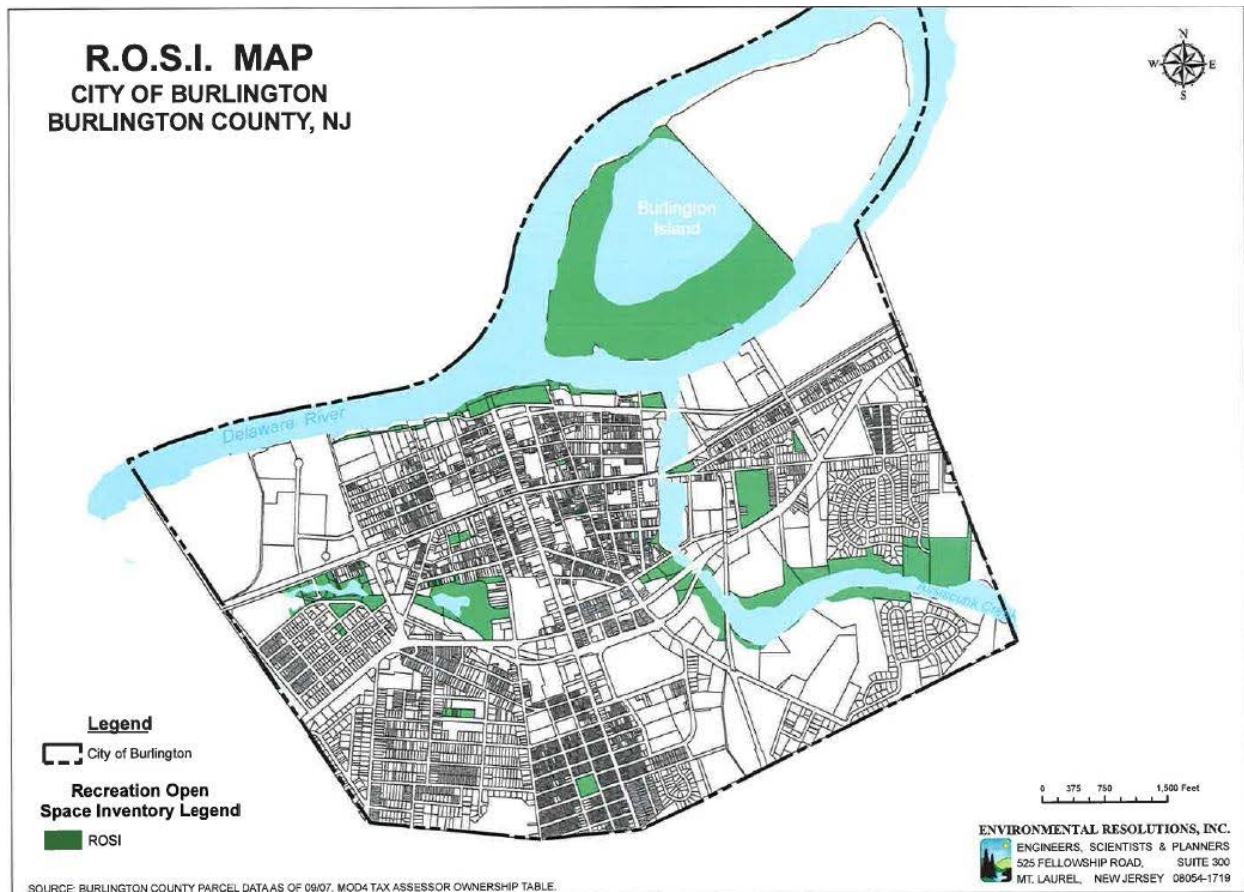 R.O.S.I. MAP
CITY OF BURLINGTON
BURLINGTON COUNTY, NJ
N
W
E
S
Burlington
Island
Delaware River
Assiscunk Creek
Legend
City of Burlington
Recreation Open
Space Inventory Legend
ROSI
0 375 750 1,500 Feet
ENVIRONMENTAL RESOLUTIONS, INC.
ENGINEERS, SCIENTISTS & PLANNERS
525 FELLOWSHIP ROAD, SUITE 300
MT. LAUREL, NEW JERSEY 08054-1719
SOURCE: BURLINGTON COUNTY PARCEL DATA AS OF 09/07. MOD4 TAX ASSESSOR OWNERSHIP TABLE.